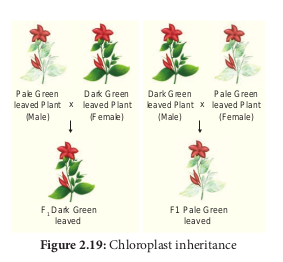 Pale Green
leaved Plant
(Male)
x
Dark Green
leaved Plant
(Female)
F₁ Dark Green
leaved
Dark Green
leaved Plant
(Male)
x
Pale Green
leaved Plant
(Female)
F1 Pale Green
leaved
Figure 2.19: Chloroplast inheritance